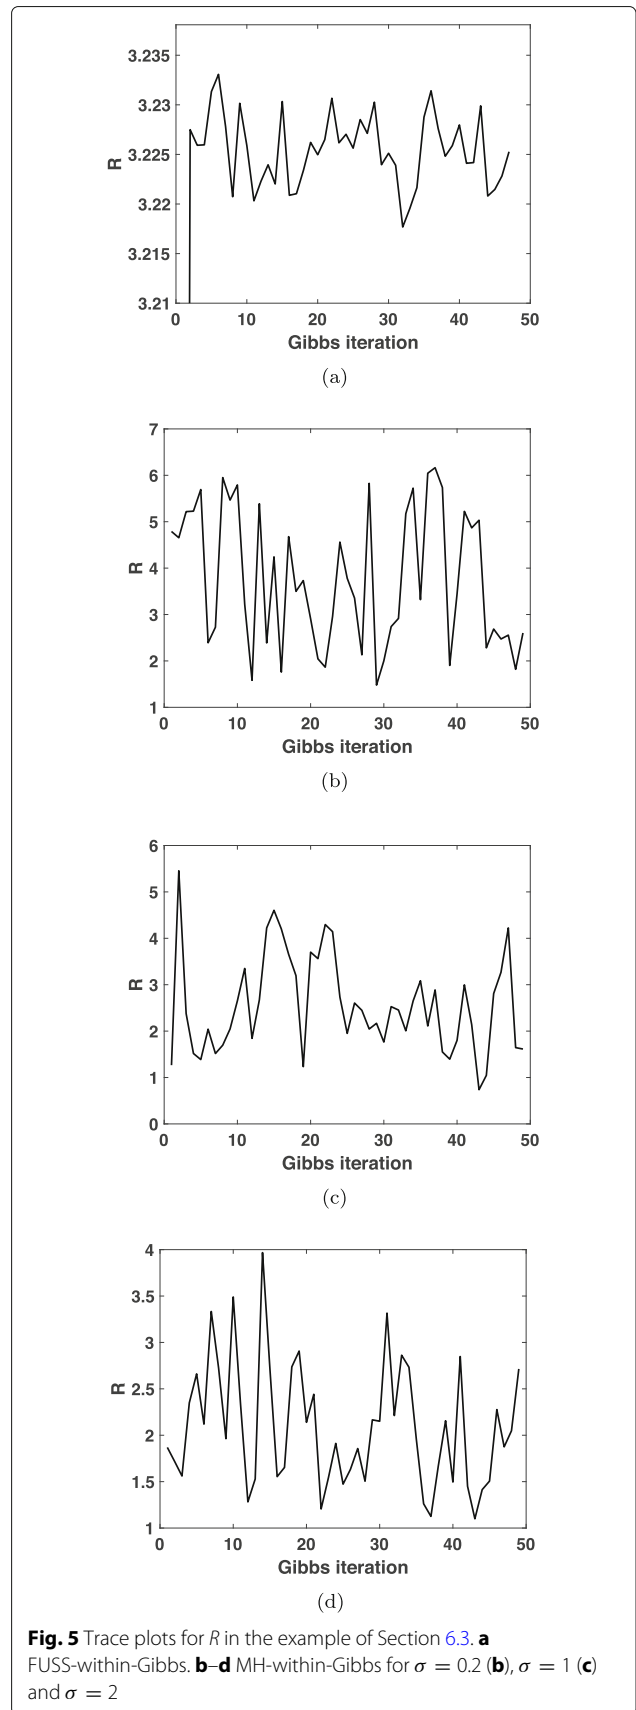 3.235
3.23
3.225
3.22
3.215
3.21
R
0 10 20 30 40 50
Gibbs iteration
(a)
7
6
5
4
3
2
1
R
0 10 20 30 40 50
Gibbs iteration
(b)
6
5
4
3
2
1
0
R
0 10 20 30 40 50
Gibbs iteration
(c)
4
3.5
3
2.5
2
1.5
1
R
0 10 20 30 40 50
Gibbs iteration
(d)
Fig. 5 Trace plots for R in the example of Section 6.3. a
FUSS-within-Gibbs. b–d MH-within-Gibbs for σ = 0.2 (b), σ = 1 (c)
and σ = 2